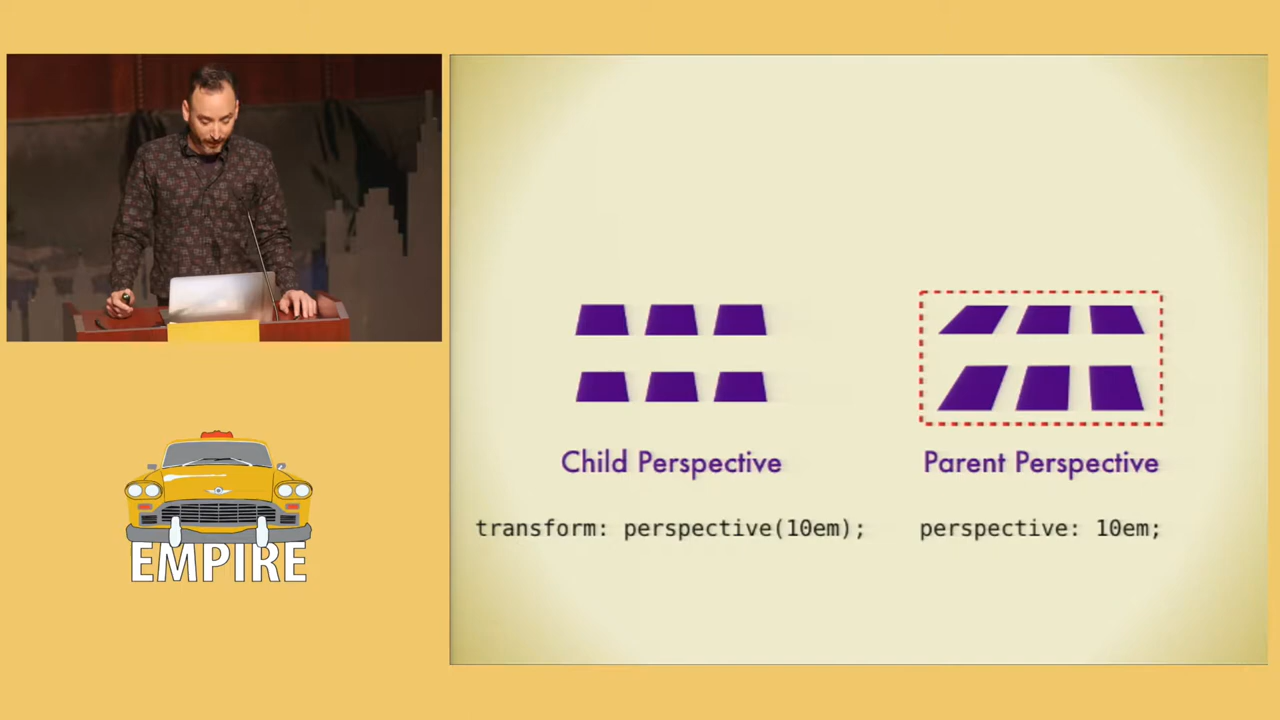 EMPIRE
Child Perspective
Parent Perspective
transform: perspective(10em);
perspective: 10em;